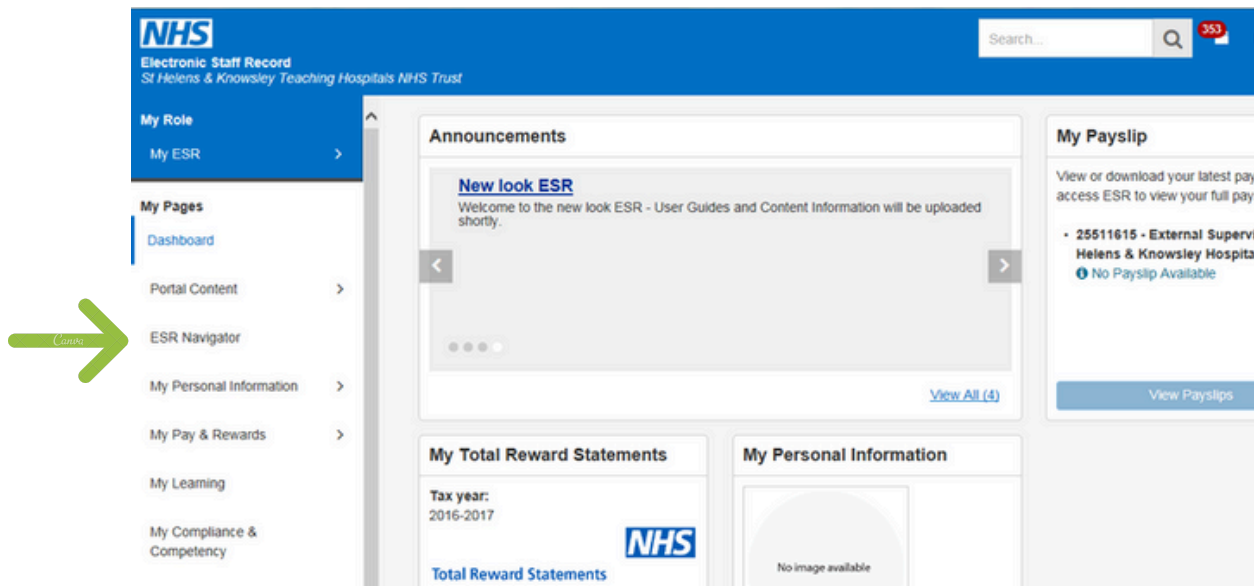 NHS
Electronic Staff Record
St Helens & Knowsley Teaching Hospitals NHS Trust
Search...
353
My Role
My ESR
My Pages
Dashboard
Portal Content
ESR Navigator
My Personal Information
My Pay & Rewards
My Learning
My Compliance &
Competency
Canva
Announcements
New look ESR
Welcome to the new look ESR - User Guides and Content Information will be uploaded
shortly.
View All (4)
My Payslip
View or download your latest pay
access ESR to view your full pay
• 25511615 - External Supervi
Helens & Knowsley Hospita
No Payslip Available
View Payslips
My Total Reward Statements
Tax year:
2016-2017
NHS
Total Reward Statements
My Personal Information
No image available